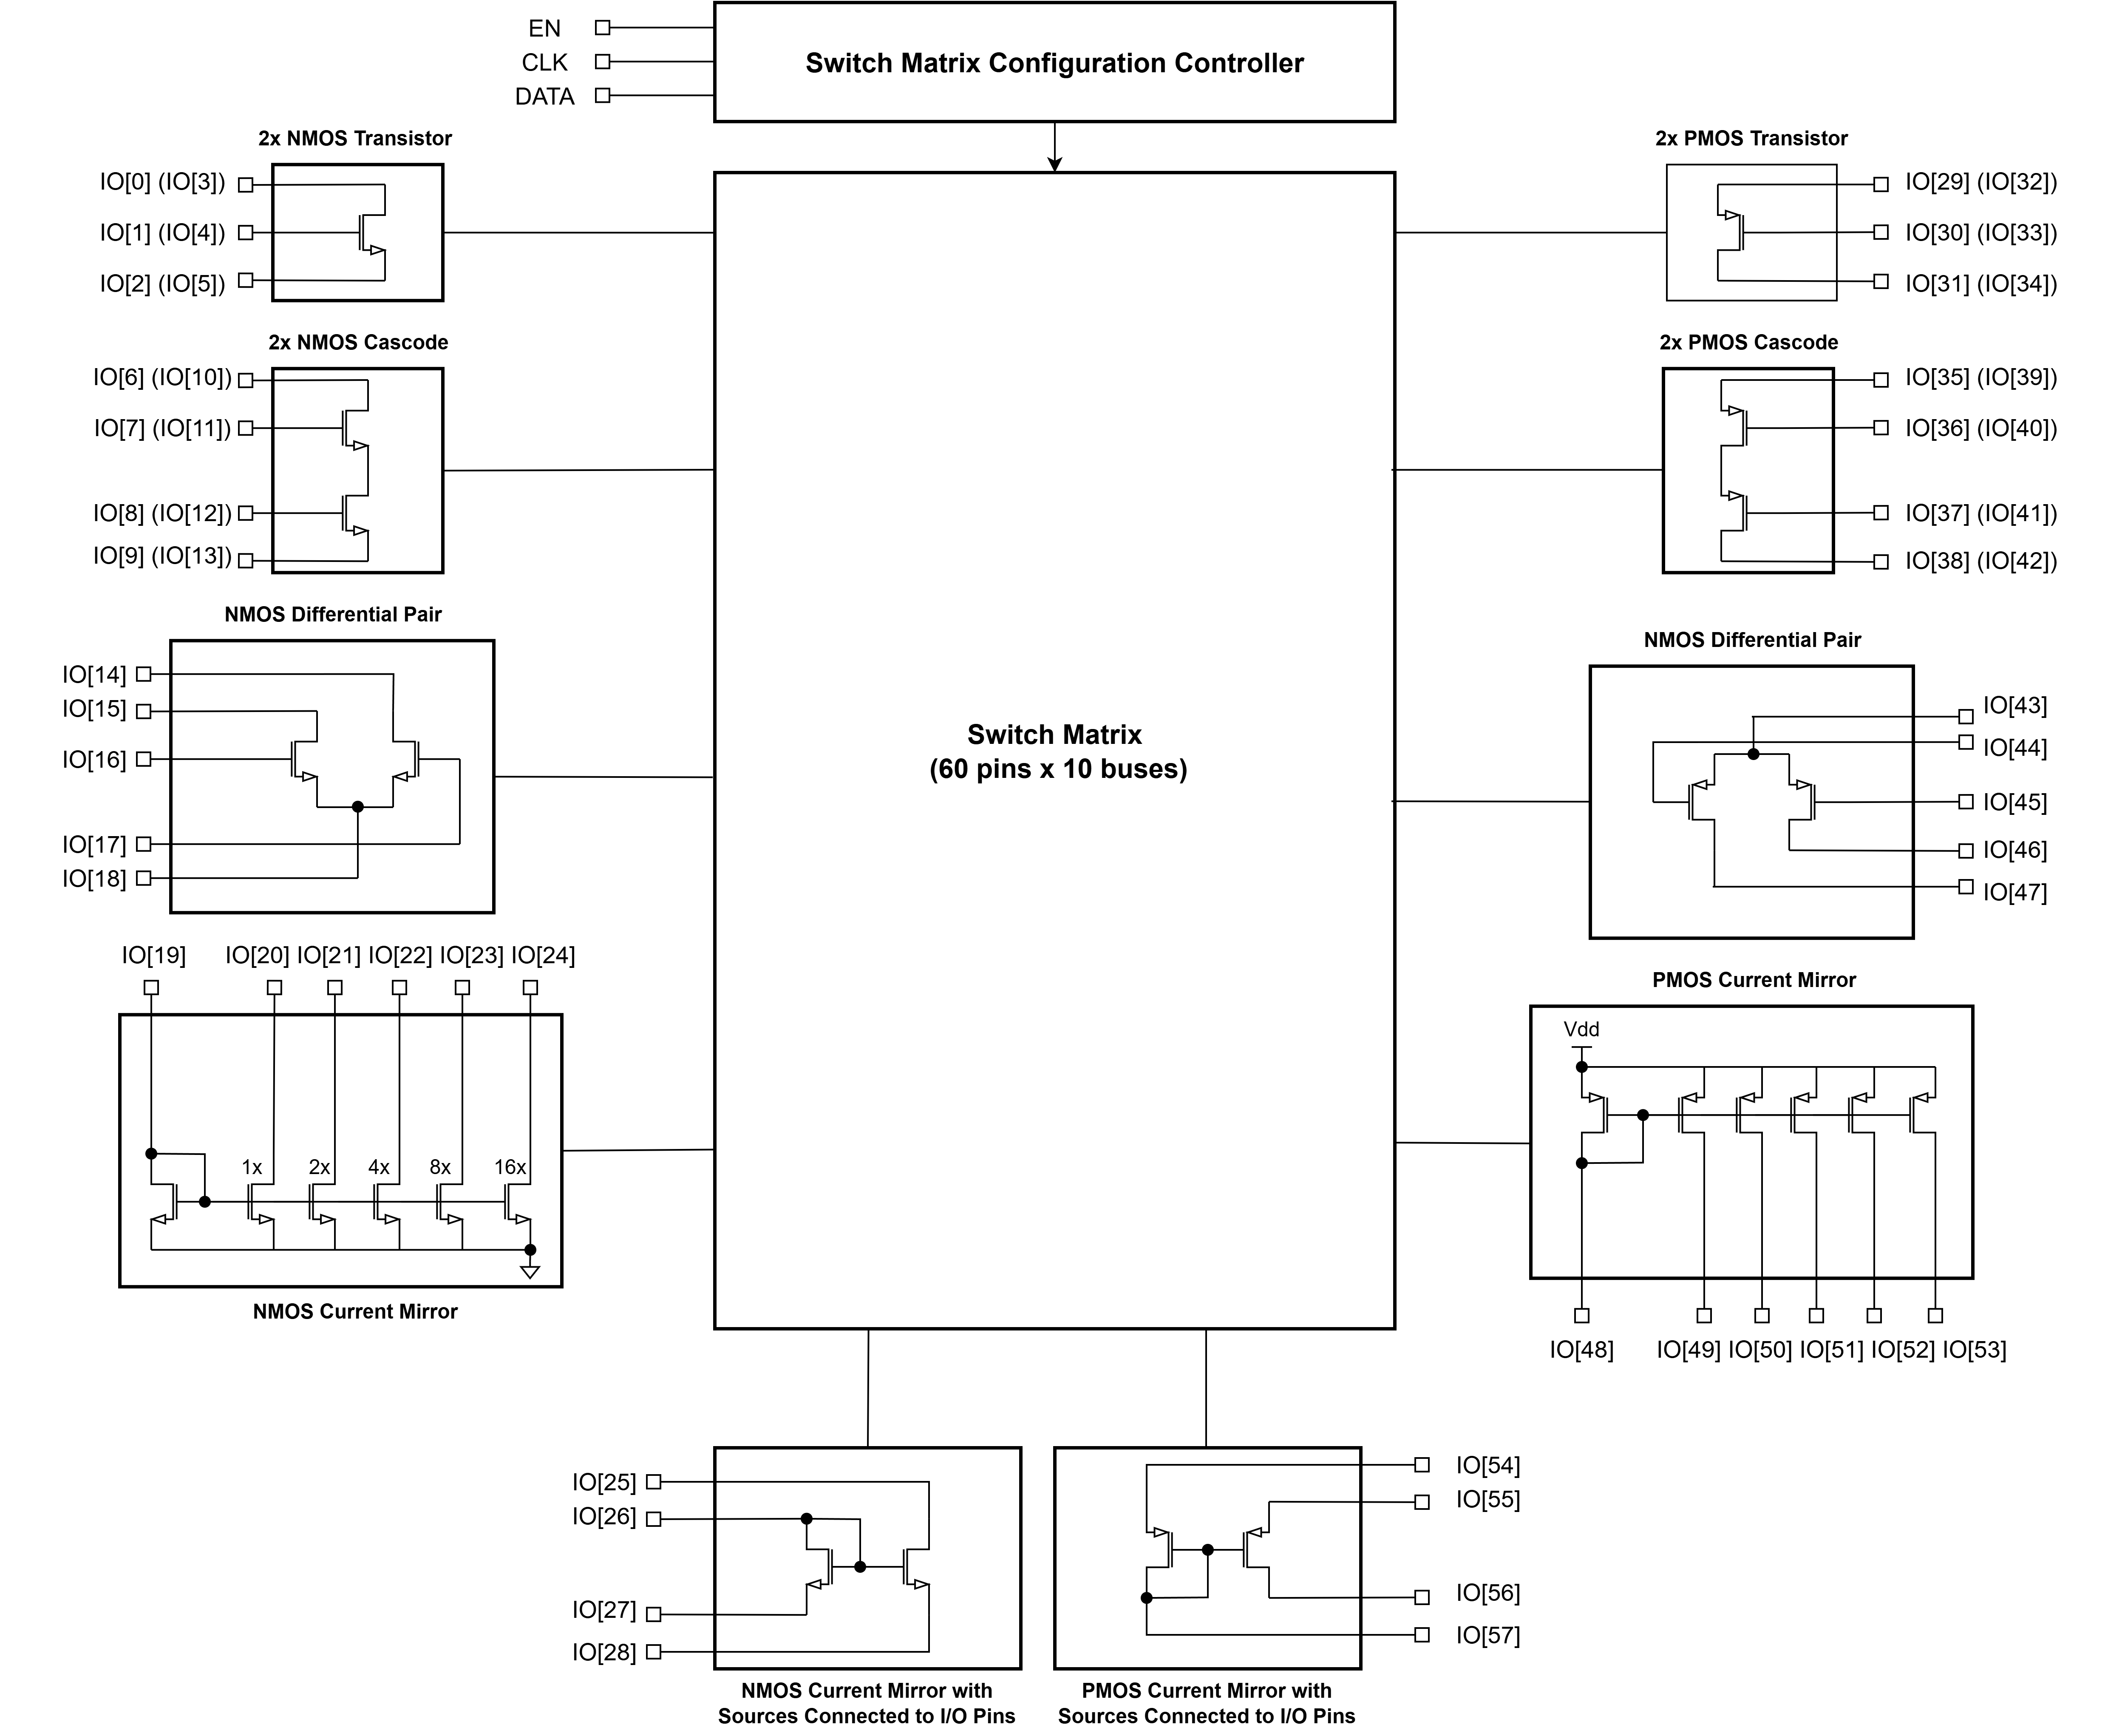 EN
CLK
DATA
Switch Matrix Configuration Controller
2x NMOS Transistor
IO[0] (IO[3])
IO[1] (IO[4])
IO[2] (IO[5])
2x PMOS Transistor
IO[29] (IO[32])
IO[30] (IO[33])
IO[31] (IO[34])
2x NMOS Cascode
IO[6] (IO[10])
IO[7] (IO[11])
IO[8] (IO[12])
IO[9] (IO[13])
2x PMOS Cascode
IO[35] (IO[39])
IO[36] (IO[40])
IO[37] (IO[41])
IO[38] (IO[42])
NMOS Differential Pair
IO[14]
IO[15]
IO[16]
IO[17]
IO[18]
Switch Matrix
(60 pins x 10 buses)
NMOS Differential Pair
IO[43]
IO[44]
IO[45]
IO[46]
IO[47]
IO[19] IO[20] IO[21] IO[22] IO[23] IO[24]
1x 2x 4x 8x 16x
NMOS Current Mirror
PMOS Current Mirror
Vdd
IO[48] IO[49] IO[50] IO[51] IO[52] IO[53]
IO[25]
IO[26]
IO[27]
IO[28]
NMOS Current Mirror with
Sources Connected to I/O Pins
IO[54]
IO[55]
IO[56]
IO[57]
PMOS Current Mirror with
Sources Connected to I/O Pins